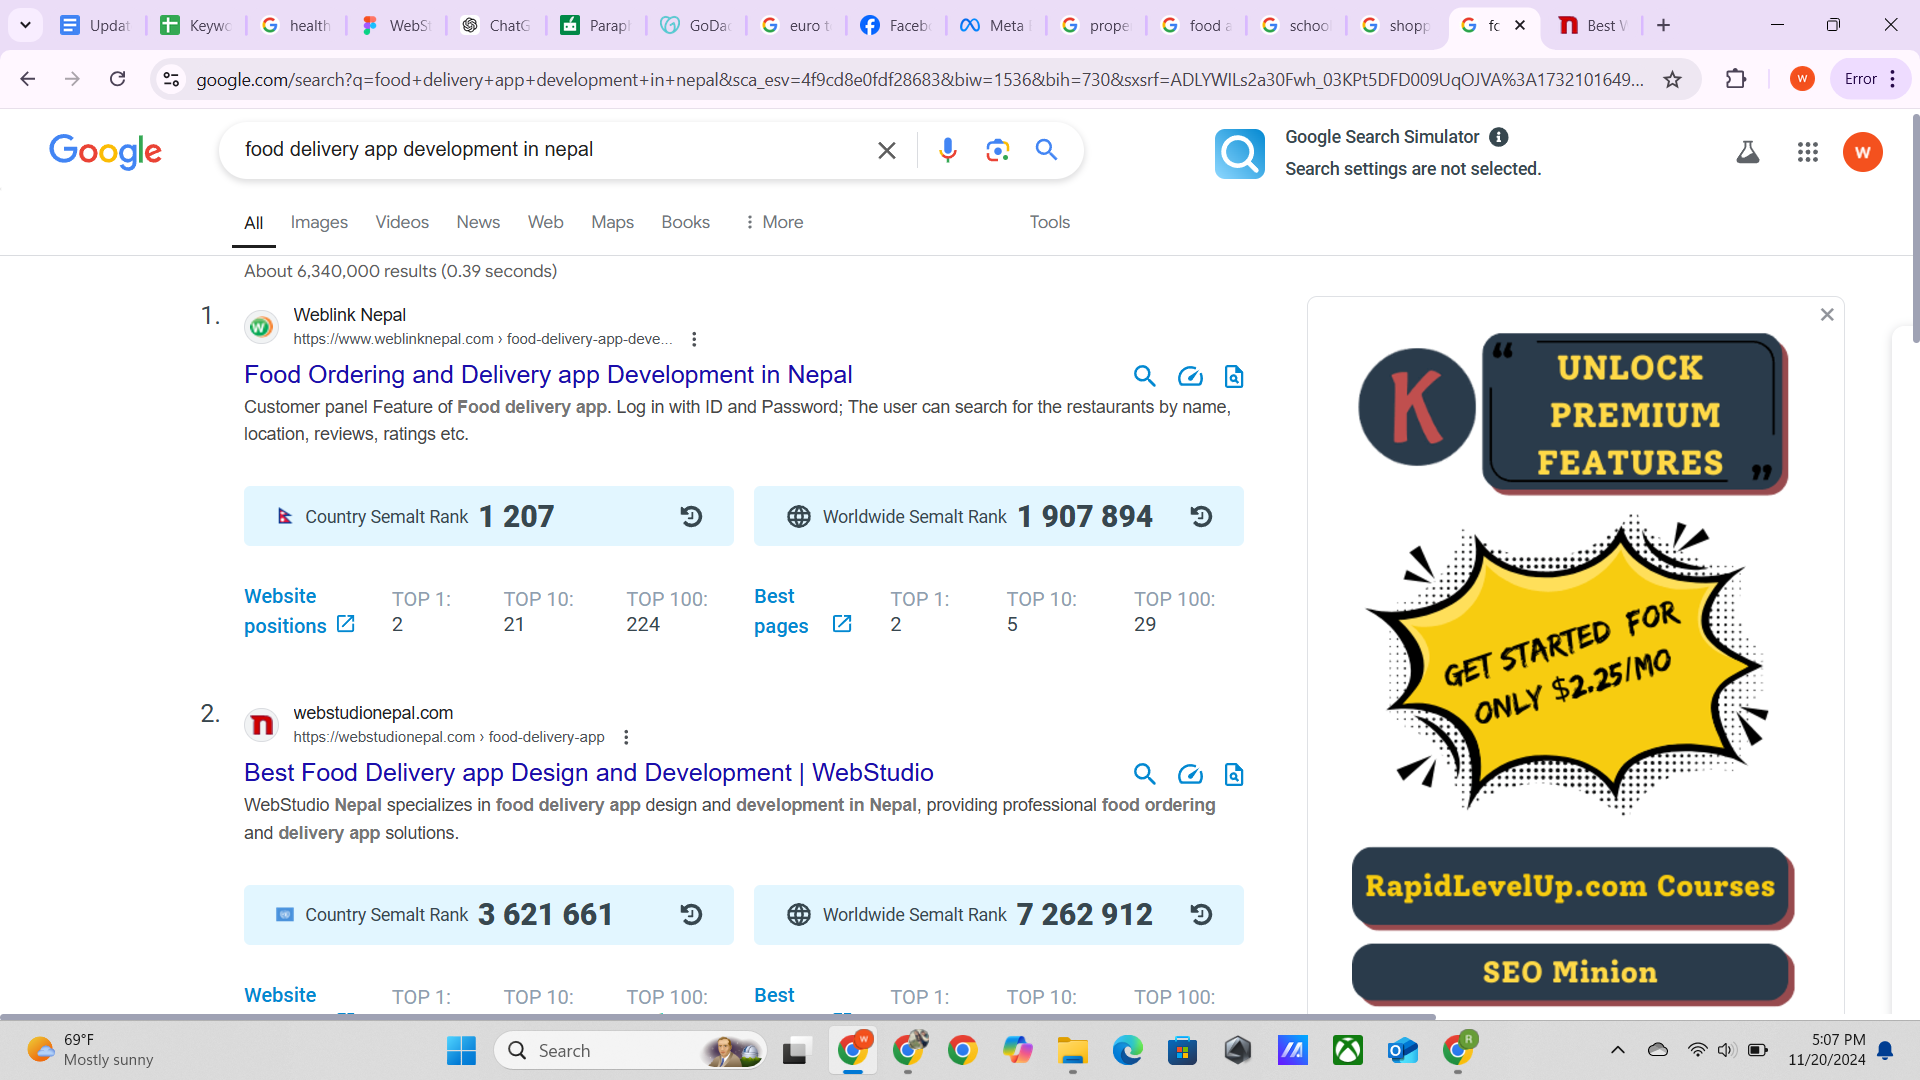 Updat
Keywo
health
WebSt
ChatG
Paraph
GoDad
euro t
Facebo
Meta
proper
food a
school
shopp
fo
Best W
google.com/search?q=food+delivery+app+development+in+nepal&sca_esv=4f9cd8e0fdf28683&biw=1536&bih=730&sxsrf=ADLYWILs2a30Fwh_03KPt5DFD009UqOJVA%3A1732101649...
W
Error
Google
food delivery app development in nepal
Google Search Simulator
Search settings are not selected.
W
All
Images
Videos
News
Web
Maps
Books
More
Tools
About 6,340,000 results (0.39 seconds)
1.
Weblink Nepal
https://www.weblinknepal.com › food-delivery-app-deve...
Food Ordering and Delivery app Development in Nepal
Customer panel Feature of Food delivery app. Log in with ID and Password; The user can search for the restaurants by name,
location, reviews, ratings etc.
Country Semalt Rank 1 207
Worldwide Semalt Rank 1 907 894
Website positions
TOP 1: 2
TOP 10: 21
TOP 100: 224
Best pages
TOP 1: 2
TOP 10: 5
TOP 100: 29
2.
webstudionepal.com
https://webstudionepal.com › food-delivery-app
Best Food Delivery app Design and Development | WebStudio
WebStudio Nepal specializes in food delivery app design and development in Nepal, providing professional food ordering
and delivery app solutions.
Country Semalt Rank 3 621 661
Worldwide Semalt Rank 7 262 912
Website
TOP 1:
TOP 10:
TOP 100:
Best
TOP 1:
TOP 10:
TOP 100:
K
“ UNLOCK
PREMIUM
FEATURES ”
GET STARTED FOR
ONLY $2.25/MO
RapidLevelUp.com Courses
SEO Minion
69°F
Mostly sunny
Search
W
R
5:07 PM
11/20/2024